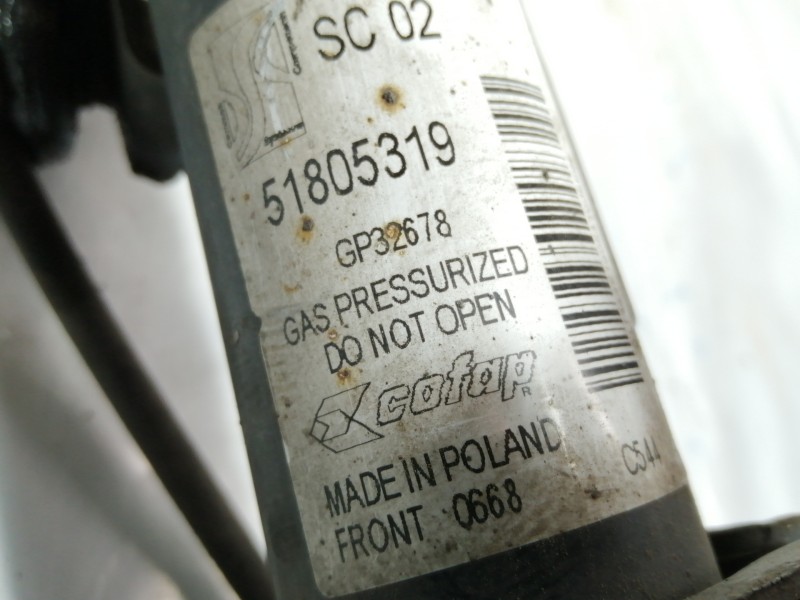 SC 02
51805319
GP32678
GAS PRESSURIZED
DO NOT OPEN
cofap
R
MADE IN POLAND
FRONT 0668
C544